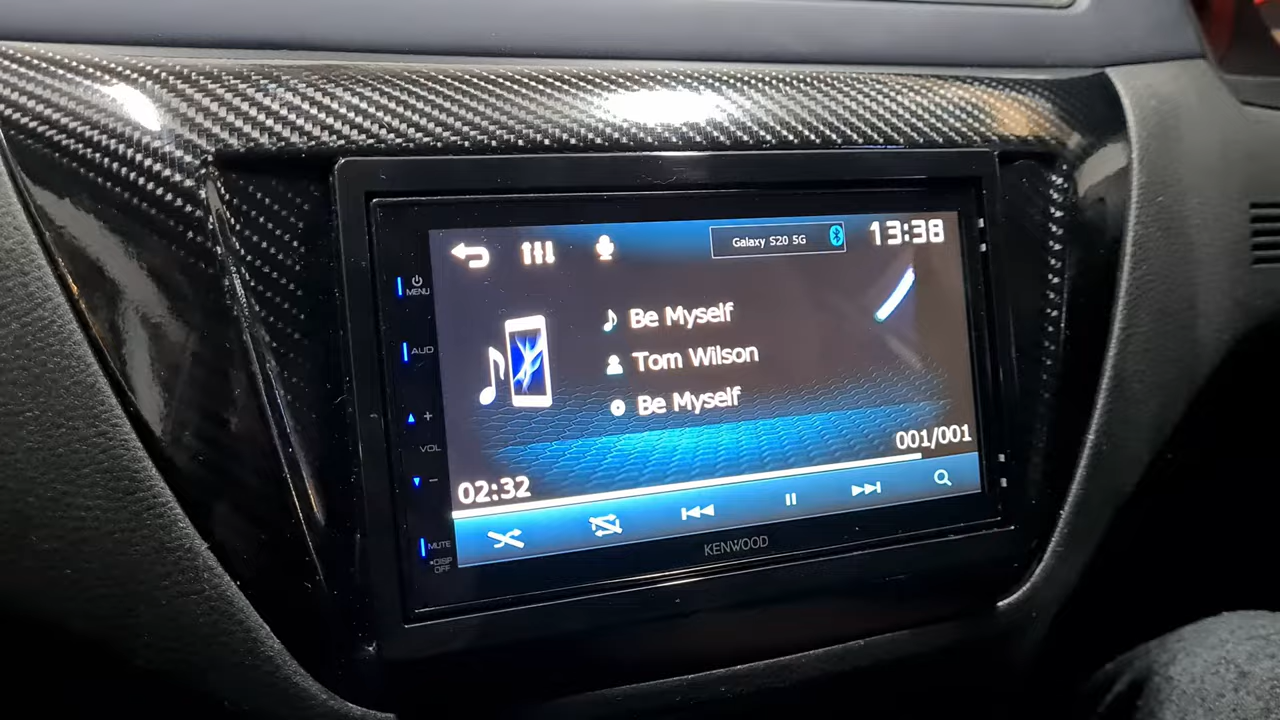 Galaxy S20 5G
13:38
MENU
AUD
Be Myself
Tom Wilson
Be Myself
+
VOL
-
001/001
02:32
MUTE
*DISP
OFF
KENWOOD